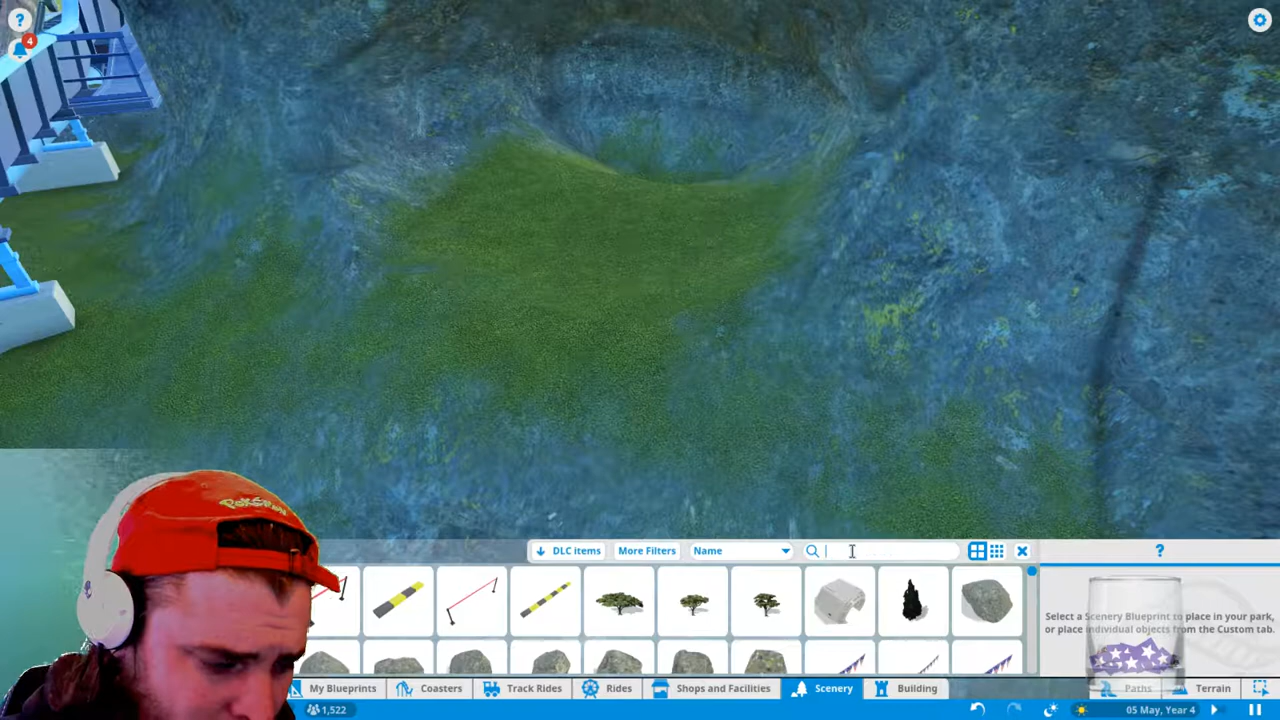 ?
4
DLC items
More Filters
Name
?
Select a Scenery Blueprint to place in your park,
or place individual objects from the Custom tab.
My Blueprints
Coasters
Track Rides
Rides
Shops and Facilities
Scenery
Building
Paths
Terrain
1,522
05 May, Year 4
POKéMON